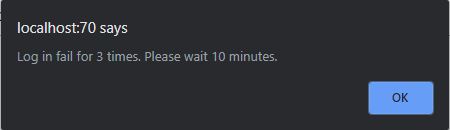 localhost:70 says
Log in fail for 3 times. Please wait 10 minutes.
OK